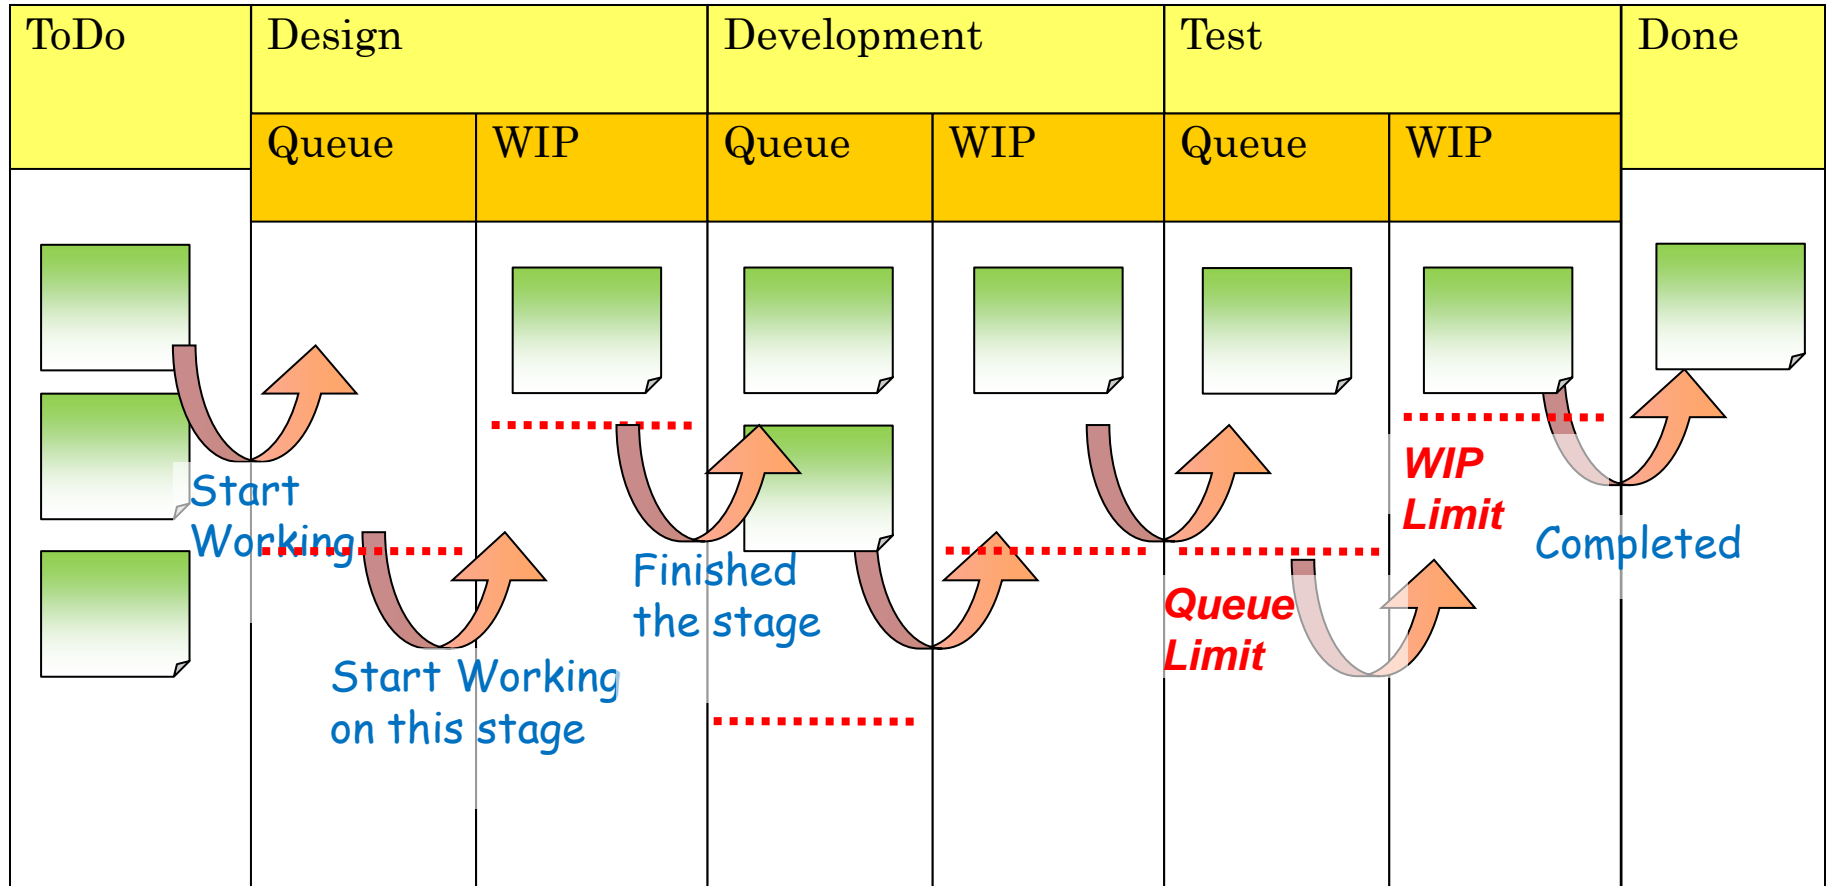 ToDo
Design
Development
Test
Done
Queue
WIP
Queue
WIP
Queue
WIP
Start
Working
Start Working
on this stage
Finished
the stage
Queue
Limit
WIP
Limit
Completed